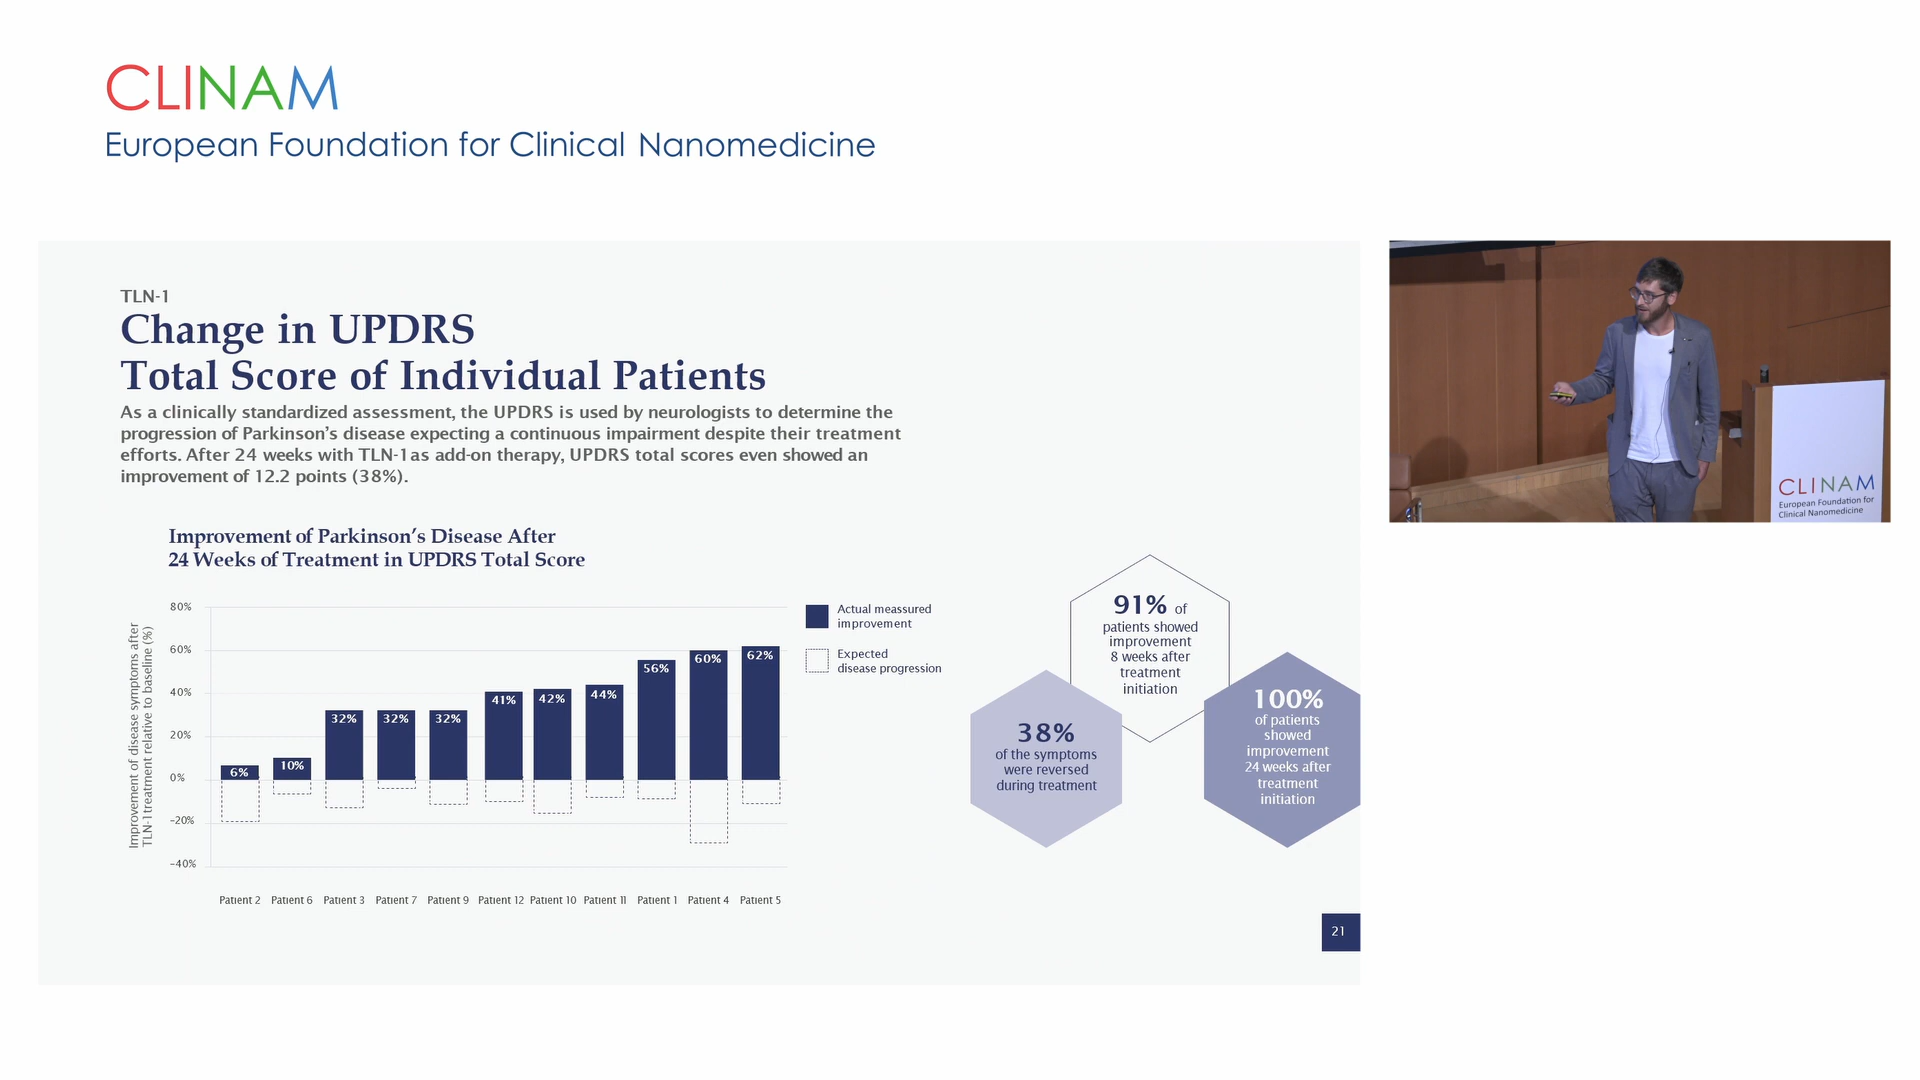 CLINAM
European Foundation for Clinical Nanomedicine
TLN-1
Change in UPDRS
Total Score of Individual Patients
As a clinically standardized assessment, the UPDRS is used by neurologists to determine the
progression of Parkinson’s disease expecting a continuous impairment despite their treatment
efforts. After 24 weeks with TLN-1 as add-on therapy, UPDRS total scores even showed an
improvement of 12.2 points (38%).
Improvement of Parkinson’s Disease After
24 Weeks of Treatment in UPDRS Total Score
Improvement of disease symptoms after
TLN-1 treatment relative to baseline (%)
80%
60%
40%
20%
0%
-20%
-40%
6%
10%
32%
32%
32%
41%
42%
44%
56%
60%
62%
Patient 2
Patient 6
Patient 3
Patient 7
Patient 9
Patient 12
Patient 10
Patient 11
Patient 1
Patient 4
Patient 5
Actual meassured
improvement
Expected
disease progression
91% of
patients showed
improvement
8 weeks after
treatment
initiation
38%
of the symptoms
were reversed
during treatment
100%
of patients
showed
improvement
24 weeks after
treatment
initiation
21
CLINAM
European Foundation for
Clinical Nanomedicine